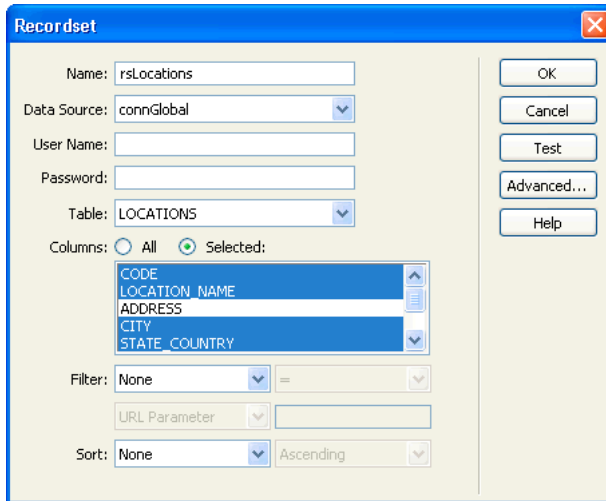 Recordset
Name: rsLocations
OK
Data Source: connGlobal
Cancel
User Name:
Test
Password:
Advanced...
Table: LOCATIONS
Help
Columns: All Selected:
CODE
LOCATION_NAME
ADDRESS
CITY
STATE_COUNTRY
Filter: None =
URL Parameter
Sort: None Ascending